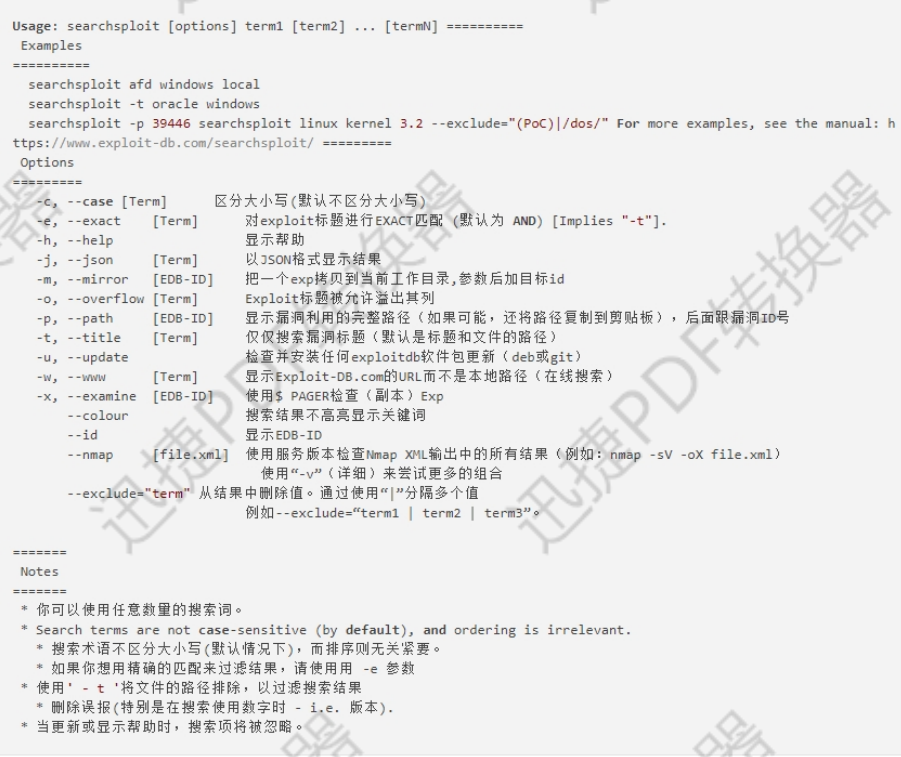 Usage: searchsploit [options] term1 [term2] ... [termN] ==========
Examples
==========
searchsploit afd windows local
searchsploit -t oracle windows
searchsploit -p 39446 searchsploit linux kernel 3.2 --exclude="(PoC)|/dos/" For more examples, see the manual: h
ttps://www.exploit-db.com/searchsploit/ =========
Options
=========
-c, --case [Term] 区分大小写(默认不区分大小写)
-e, --exact [Term] 对exploit标题进行EXACT匹配 (默认为 AND) [Implies "-t"].
-h, --help 显示帮助
-j, --json [Term] 以JSON格式显示结果
-m, --mirror [EDB-ID] 把一个exp拷贝到当前工作目录,参数后加目标id
-o, --overflow [Term] Exploit标题被允许溢出其列
-p, --path [EDB-ID] 显示漏洞利用的完整路径（如果可能，还将路径复制到剪贴板），后面跟漏洞ID号
-t, --title [Term] 仅仅搜索漏洞标题（默认是标题和文件的路径）
-u, --update 检查并安装任何exploitdb软件包更新（deb或git）
-w, --www [Term] 显示Exploit-DB.com的URL而不是本地路径（在线搜索）
-x, --examine [EDB-ID] 使用$ PAGER检查（副本）Exp
--colour 搜索结果不高亮显示关键词
--id 显示EDB-ID
--nmap [file.xml] 使用服务版本检查Nmap XML输出中的所有结果（例如：nmap -sV -oX file.xml）
使用“-v”（详细）来尝试更多的组合
--exclude="term" 从结果中删除值。通过使用“|”分隔多个值
例如--exclude=“term1 | term2 | term3”。
=======
Notes
=======
* 你可以使用任意数量的搜索词。
* Search terms are not case-sensitive (by default), and ordering is irrelevant.
* 搜索术语不区分大小写(默认情况下)，而排序则无关紧要。
* 如果你想用精确的匹配来过滤结果，请使用用 -e 参数
* 使用' - t '将文件的路径排除，以过滤搜索结果
* 删除误报(特别是在搜索使用数字时 - i.e. 版本).
* 当更新或显示帮助时，搜索项将被忽略。
迅捷PDF转换器
迅捷PDF转换器